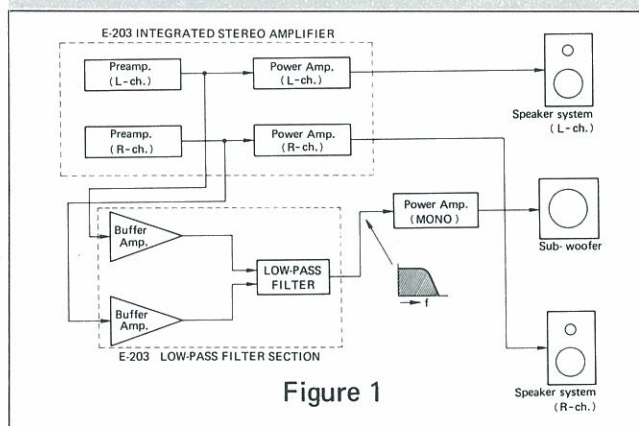 E-203 INTEGRATED STEREO AMPLIFIER
Preamp.
(L-ch.)
Power Amp.
(L-ch.)
Speaker system
(L-ch.)
Preamp.
(R-ch.)
Power Amp.
(R-ch.)
Buffer
Amp.
LOW-PASS
FILTER
Power Amp.
(MONO)
Sub-woofer
f
Buffer
Amp.
E-203 LOW-PASS FILTER SECTION
Figure 1
Speaker system
(R-ch.)